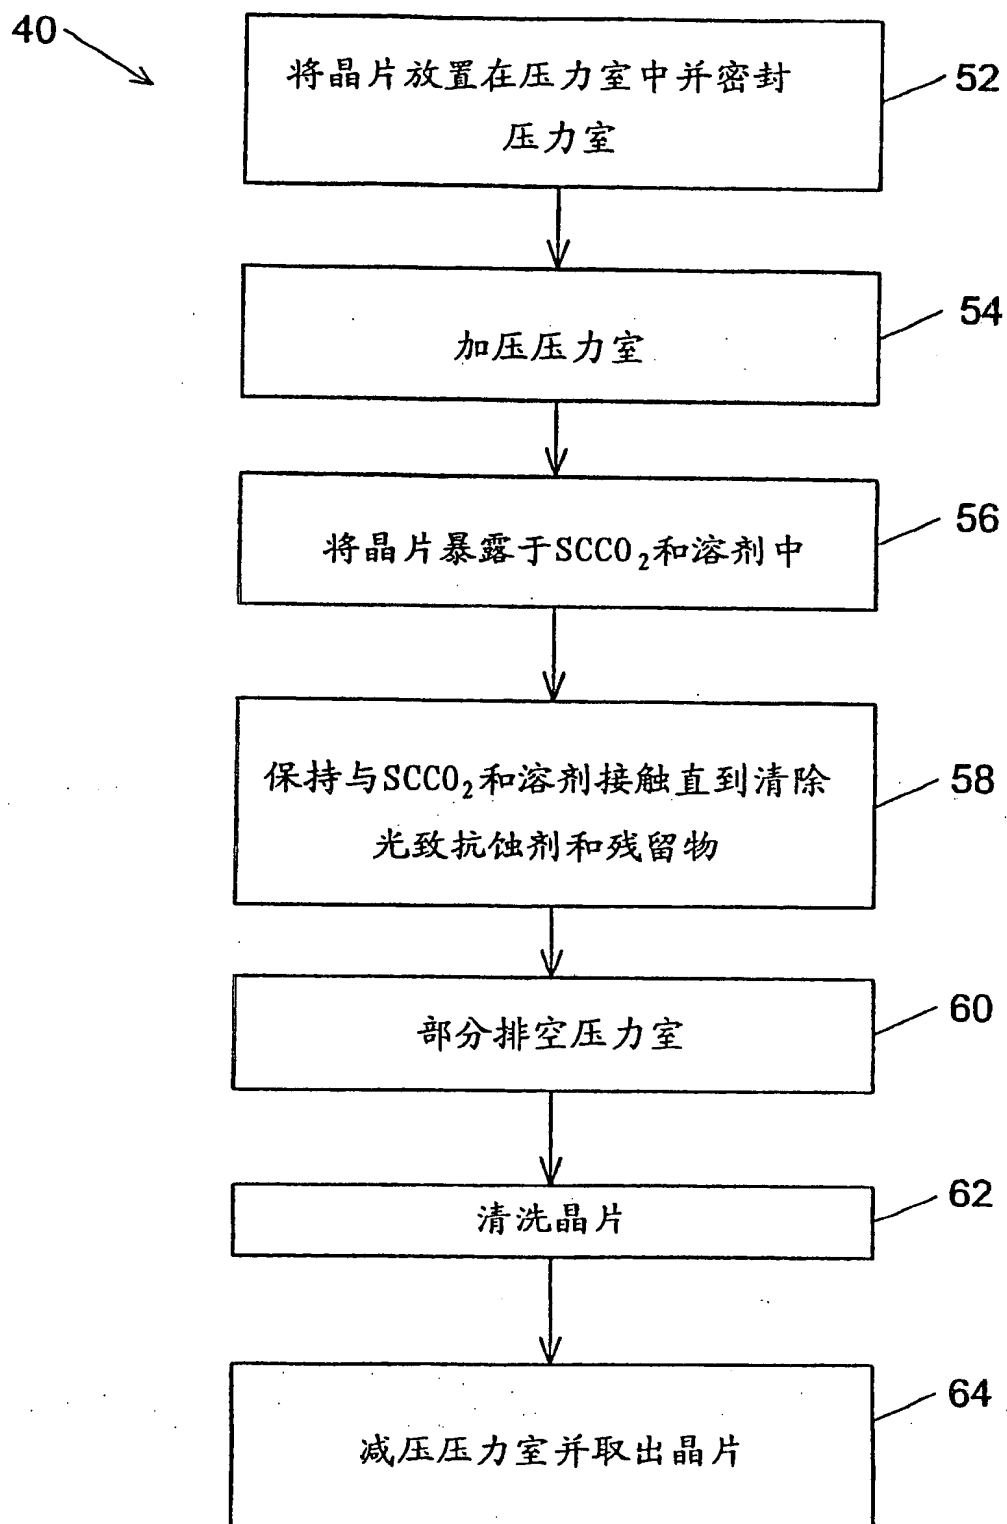 40
将晶片放置在压力室中并密封
压力室
52
加压压力室
54
将晶片暴露于SCCO₂和溶剂中
56
保持与SCCO₂和溶剂接触直到清除
光致抗蚀剂和残留物
58
部分排空压力室
60
清洗晶片
62
减压压力室并取出晶片
64